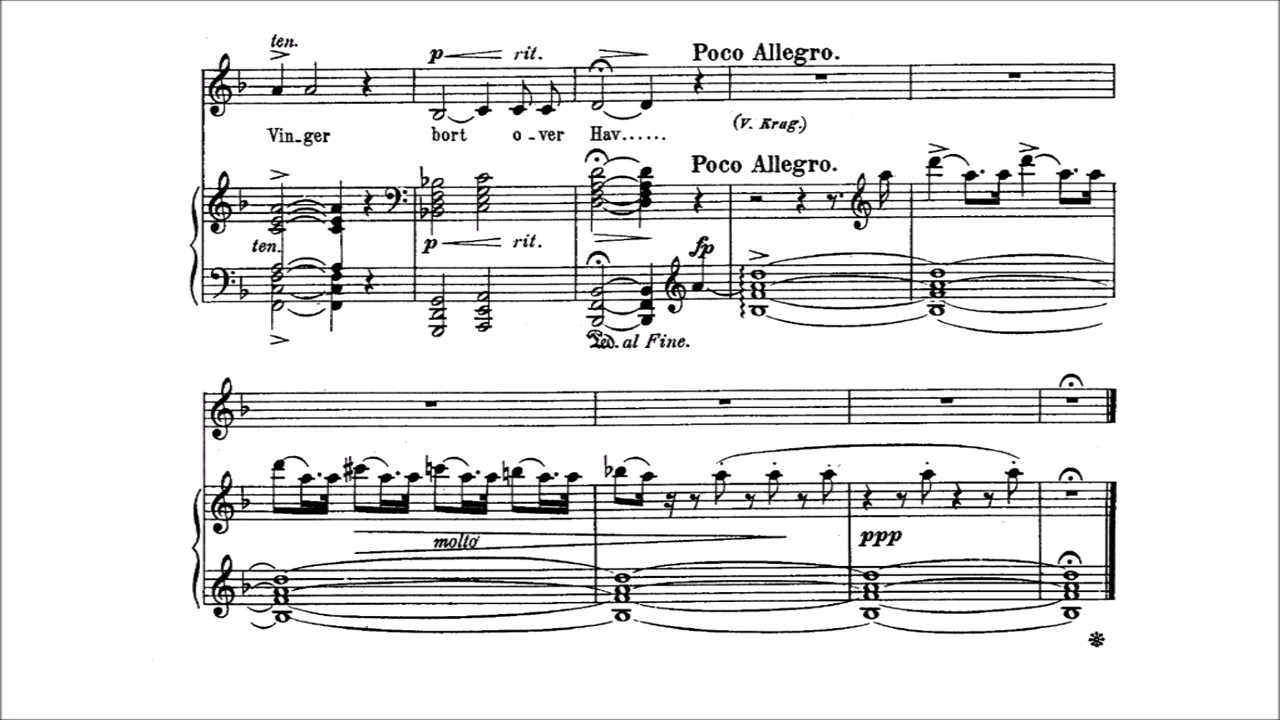 ten.
p rit. Poco Allegro.
Vin-ger bort o-ver Hav......
(V. Krag.)
Poco Allegro.
ten. p rit. fp
Ped. al Fine.
molto ppp